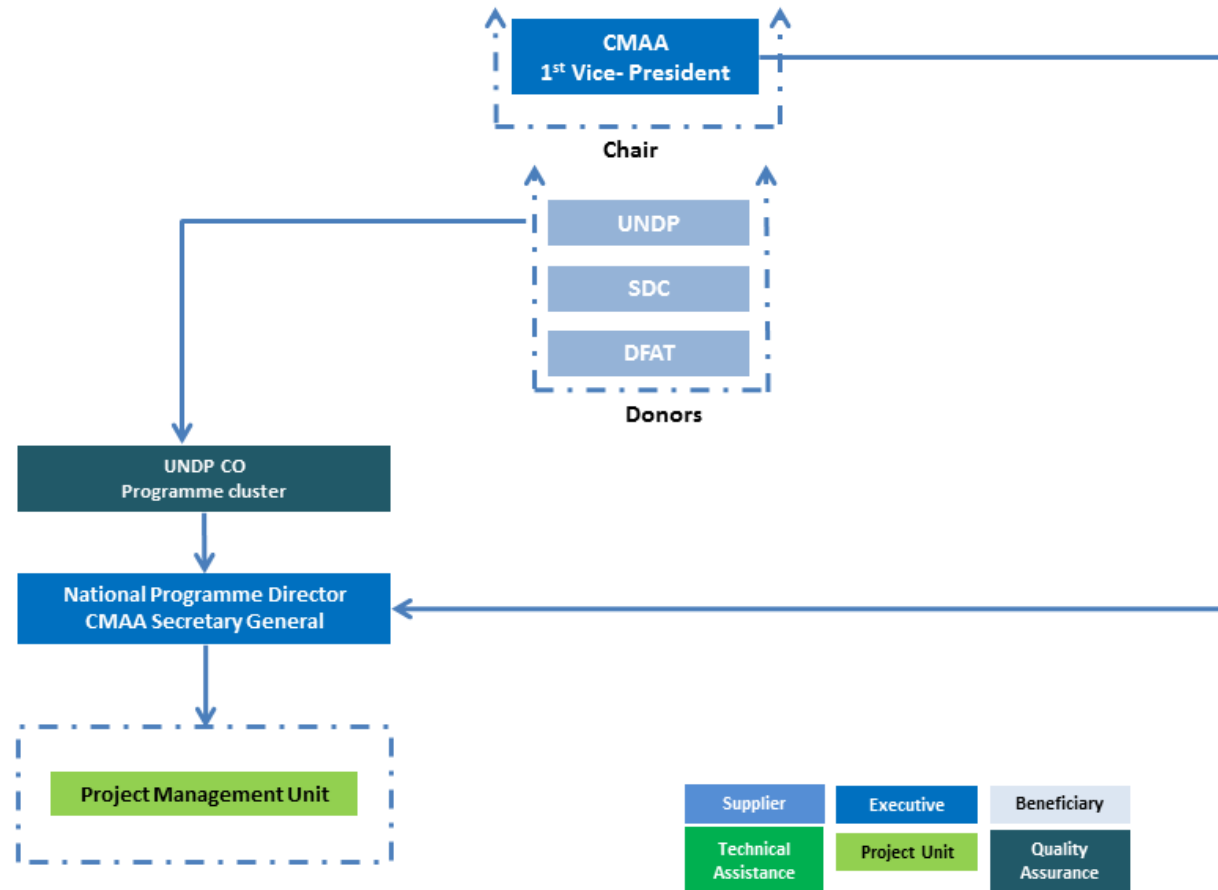 CMAA
1st Vice- President
Chair
UNDP
SDC
DFAT
Donors
UNDP CO
Programme cluster
National Programme Director
CMAA Secretary General
Project Management Unit
Supplier
Executive
Beneficiary
Technical
Assistance
Project Unit
Quality
Assurance